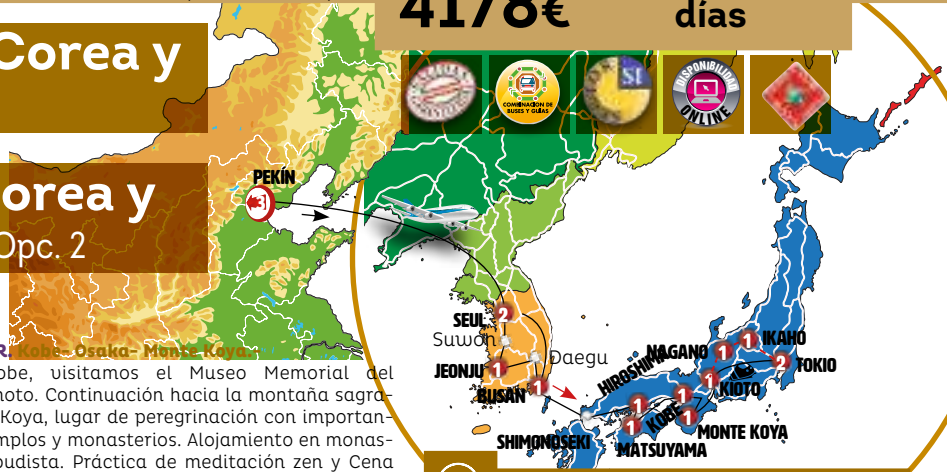 4178€
días
Corea y
orea y
Opc. 2
COMBINACIÓN DE
BUSES Y GUÍAS
DISPONIBILIDAD
ONLINE
PEKÍN
3
SEUL
2
Suwon
JEONJU
1
Daegu
BUSAN
1
SHIMONOSEKI
HIROSHIMA
1
MATSUYAMA
1
KOBE
1
MONTE KOYA
1
KIOTO
1
NAGANO
1
IKAHO
1
TOKIO
2
R. Kobe- Osaka- Monte Koya.-
obe, visitamos el Museo Memorial del
moto. Continuación hacia la montaña sagra-
Koya, lugar de peregrinación con importan-
mplos y monasterios. Alojamiento en monas-
budista. Práctica de meditación zen y Cena